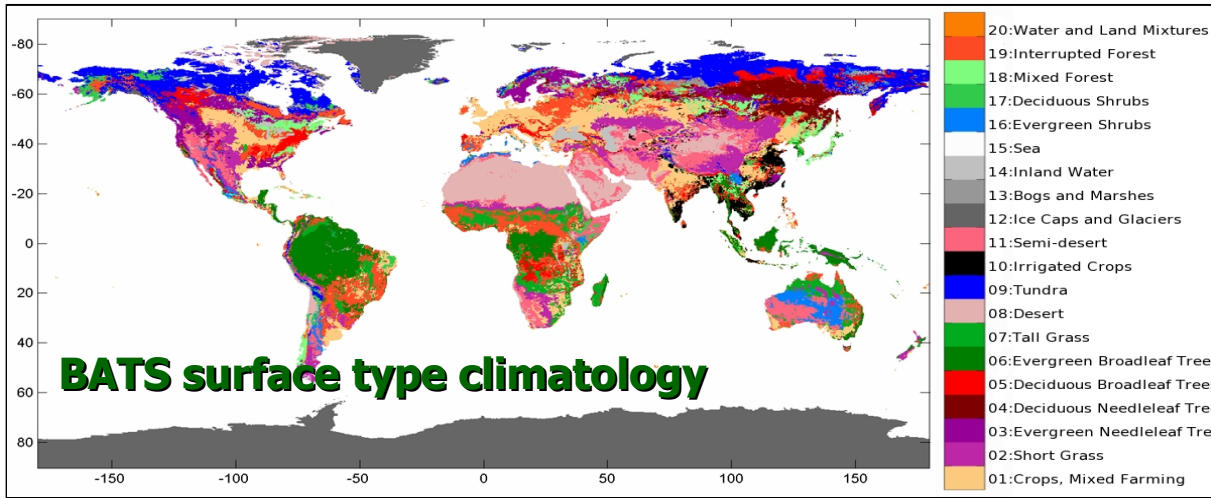 -80
-60
-40
-20
0
20
40
60
80
-150
-100
-50
0
50
100
150
BATS surface type climatology
20:Water and Land Mixtures
19:Interrupted Forest
18:Mixed Forest
17:Deciduous Shrubs
16:Evergreen Shrubs
15:Sea
14:Inland Water
13:Bogs and Marshes
12:Ice Caps and Glaciers
11:Semi-desert
10:Irrigated Crops
09:Tundra
08:Desert
07:Tall Grass
06:Evergreen Broadleaf Tree
05:Deciduous Broadleaf Tree
04:Deciduous Needleleaf Tre
03:Evergreen Needleleaf Tre
02:Short Grass
01:Crops, Mixed Farming